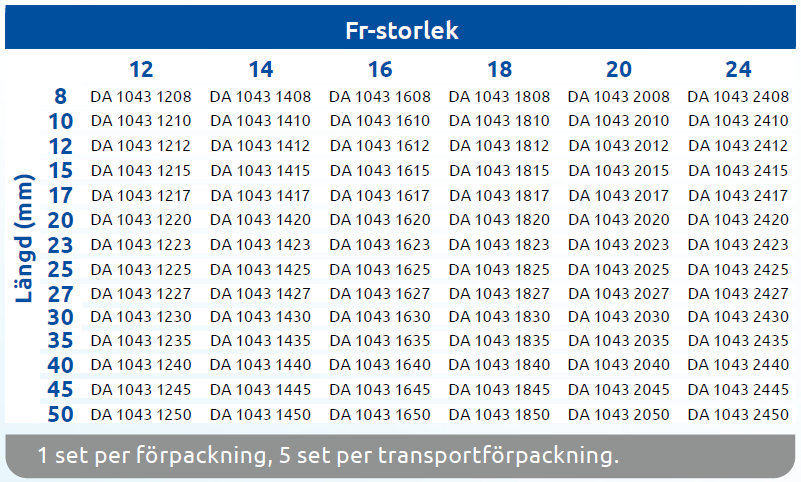 Fr-storlek
12 14 16 18 20 24
Längd (mm)
8 DA 1043 1208 DA 1043 1408 DA 1043 1608 DA 1043 1808 DA 1043 2008 DA 1043 2408
10 DA 1043 1210 DA 1043 1410 DA 1043 1610 DA 1043 1810 DA 1043 2010 DA 1043 2410
12 DA 1043 1212 DA 1043 1412 DA 1043 1612 DA 1043 1812 DA 1043 2012 DA 1043 2412
15 DA 1043 1215 DA 1043 1415 DA 1043 1615 DA 1043 1815 DA 1043 2015 DA 1043 2415
17 DA 1043 1217 DA 1043 1417 DA 1043 1617 DA 1043 1817 DA 1043 2017 DA 1043 2417
20 DA 1043 1220 DA 1043 1420 DA 1043 1620 DA 1043 1820 DA 1043 2020 DA 1043 2420
23 DA 1043 1223 DA 1043 1423 DA 1043 1623 DA 1043 1823 DA 1043 2023 DA 1043 2423
25 DA 1043 1225 DA 1043 1425 DA 1043 1625 DA 1043 1825 DA 1043 2025 DA 1043 2425
27 DA 1043 1227 DA 1043 1427 DA 1043 1627 DA 1043 1827 DA 1043 2027 DA 1043 2427
30 DA 1043 1230 DA 1043 1430 DA 1043 1630 DA 1043 1830 DA 1043 2030 DA 1043 2430
35 DA 1043 1235 DA 1043 1435 DA 1043 1635 DA 1043 1835 DA 1043 2035 DA 1043 2435
40 DA 1043 1240 DA 1043 1440 DA 1043 1640 DA 1043 1840 DA 1043 2040 DA 1043 2440
45 DA 1043 1245 DA 1043 1445 DA 1043 1645 DA 1043 1845 DA 1043 2045 DA 1043 2445
50 DA 1043 1250 DA 1043 1450 DA 1043 1650 DA 1043 1850 DA 1043 2050 DA 1043 2450
1 set per förpackning, 5 set per transportförpackning.